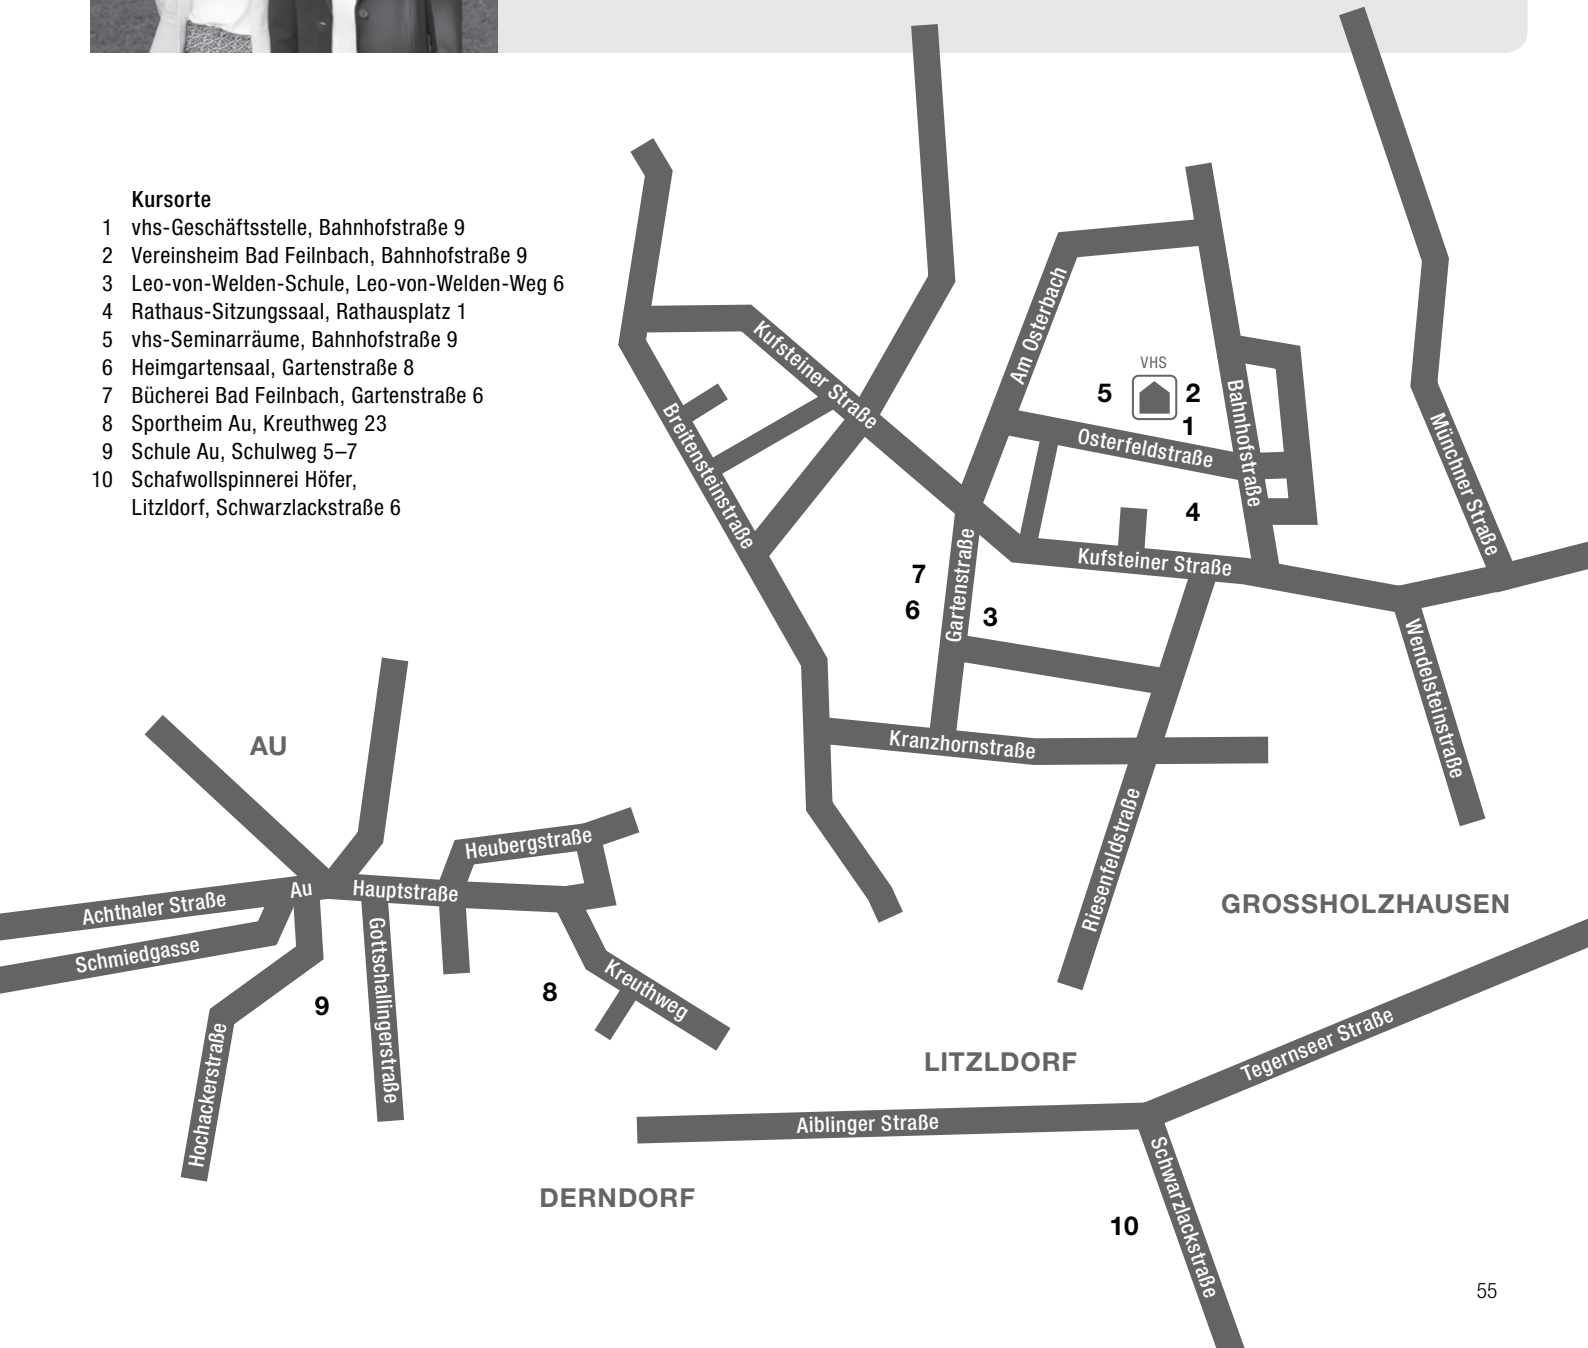 Kursorte
1 vhs-Geschäftsstelle, Bahnhofstraße 9
2 Vereinsheim Bad Feilnbach, Bahnhofstraße 9
3 Leo-von-Welden-Schule, Leo-von-Welden-Weg 6
4 Rathaus-Sitzungssaal, Rathausplatz 1
5 vhs-Seminarräume, Bahnhofstraße 9
6 Heimgartensaal, Gartenstraße 8
7 Bücherei Bad Feilnbach, Gartenstraße 6
8 Sportheim Au, Kreuthweg 23
9 Schule Au, Schulweg 5–7
10 Schafwollspinnerei Höfer,
Litzldorf, Schwarzlackstraße 6
Kufsteiner Straße
Am Osterbach
VHS
5
2
1
Bahnhofstraße
Osterfeldstraße
Münchner Straße
Breitensteinstraße
4
Kufsteiner Straße
Gartenstraße
7
6
3
Wendelsteinstraße
Kranzhornstraße
Riesenfeldstraße
AU
Heubergstraße
Au
Hauptstraße
Achthaler Straße
Schmiedgasse
Gottschallingerstraße
Kreuthweg
9
8
Hochackerstraße
GROSSHOLZHAUSEN
LITZLDORF
Tegernseer Straße
Aiblinger Straße
Schwarzlackstraße
DERNDORF
10
55